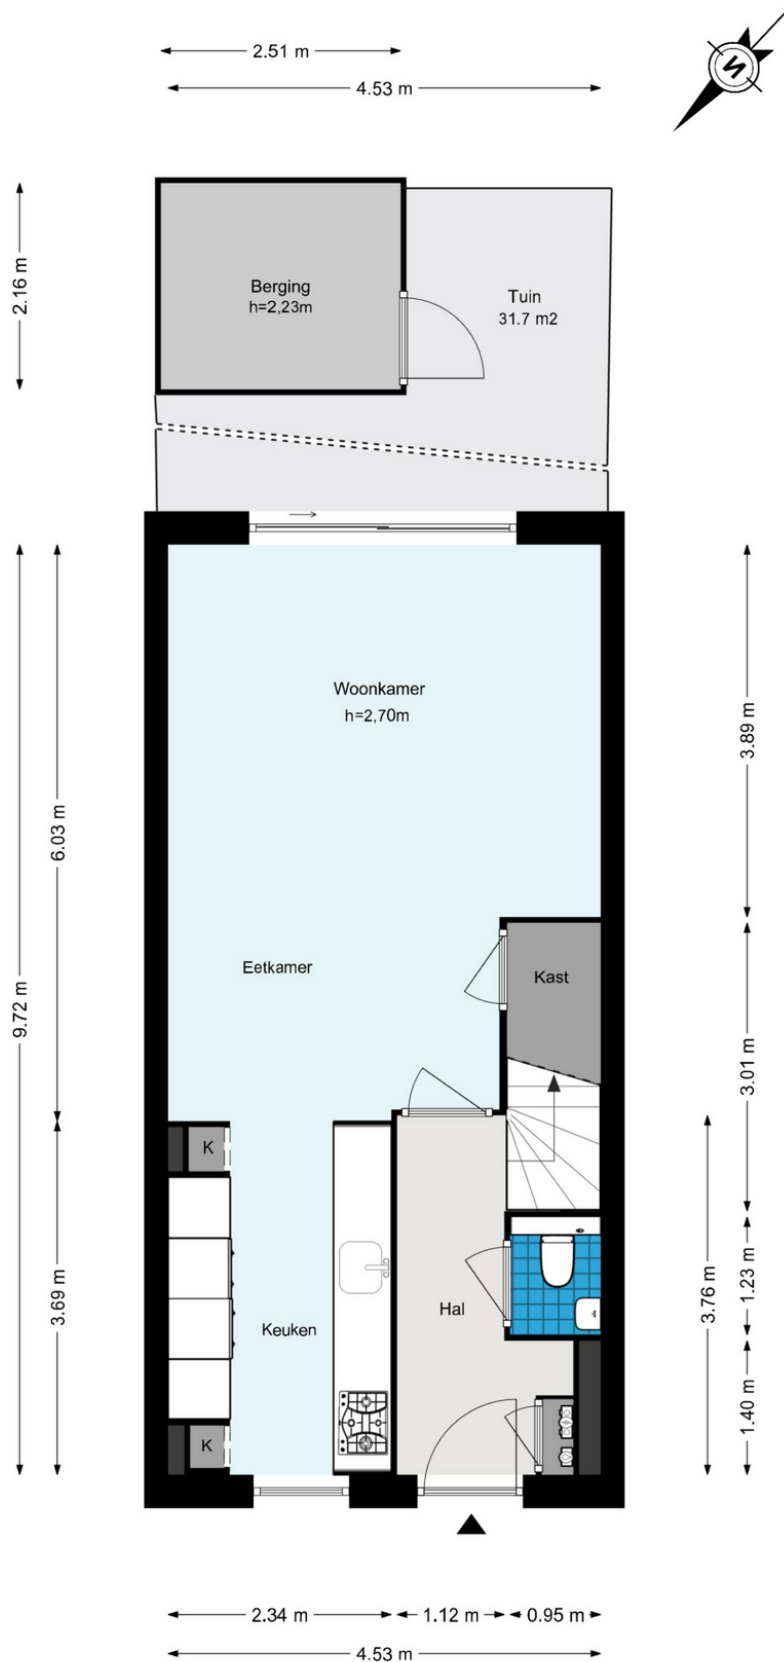 2.51 m
4.53 m
N
2.16 m
Berging
h=2,23m
Tuin
31.7 m2
Woonkamer
h=2,70m
3.89 m
6.03 m
Eetkamer
Kast
9.72 m
3.01 m
K
3.69 m
3.76 m
1.23 m
Hal
Keuken
1.40 m
K
2.34 m
1.12 m
0.95 m
4.53 m